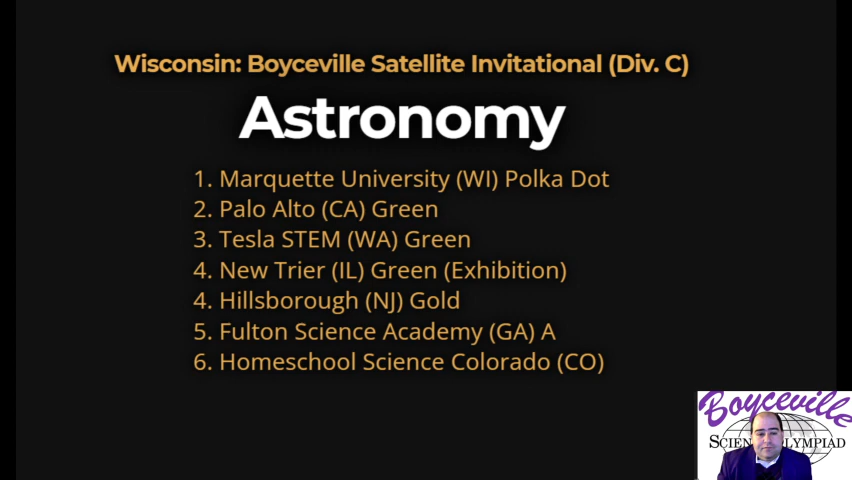 Wisconsin: Boyceville Satellite Invitational (Div. C)
Astronomy
1. Marquette University (WI) Polka Dot
2. Palo Alto (CA) Green
3. Tesla STEM (WA) Green
4. New Trier (IL) Green (Exhibition)
4. Hillsborough (NJ) Gold
5. Fulton Science Academy (GA) A
6. Homeschool Science Colorado (CO)
Boyceville